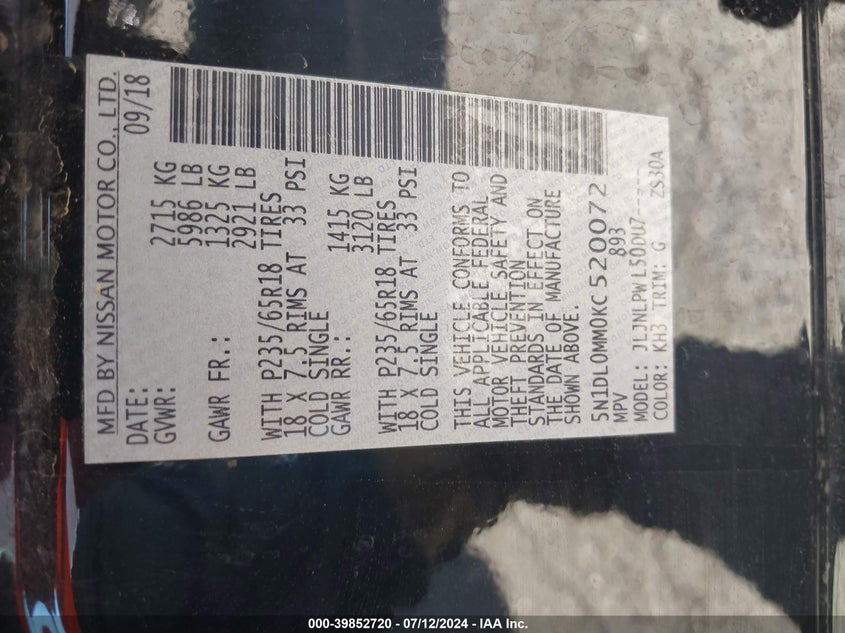 MFD BY NISSAN MOTOR CO., LTD.
DATE: 09/18
GVWR: 2715 KG
5986 LB
GAWR FR.: 1325 KG
2921 LB
WITH P235/65R18 TIRES
18 X 7.5 RIMS AT 33 PSI
COLD SINGLE
GAWR RR.: 1415 KG
3120 LB
WITH P235/65R18 TIRES
18 X 7.5 RIMS AT 33 PSI
COLD SINGLE
THIS VEHICLE CONFORMS TO
ALL APPLICABLE FEDERAL
MOTOR VEHICLE SAFETY AND
THEFT PREVENTION
STANDARDS IN EFFECT ON
THE DATE OF MANUFACTURE
SHOWN ABOVE.
5N1DL0MM0KC520072
MPV 893
MODEL: JLJNLPWL50DU7-----
COLOR: KH3 TRIM: G ZS30A
000-39852720 - 07/12/2024 - IAA Inc.